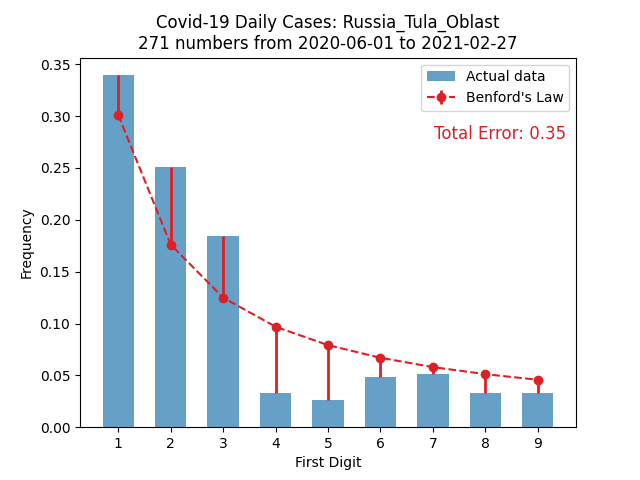 Covid-19 Daily Cases: Russia_Tula_Oblast
271 numbers from 2020-06-01 to 2021-02-27
Actual data
Benford's Law
Total Error: 0.35
Frequency
0.35
0.30
0.25
0.20
0.15
0.10
0.05
0.00
1 2 3 4 5 6 7 8 9
First Digit